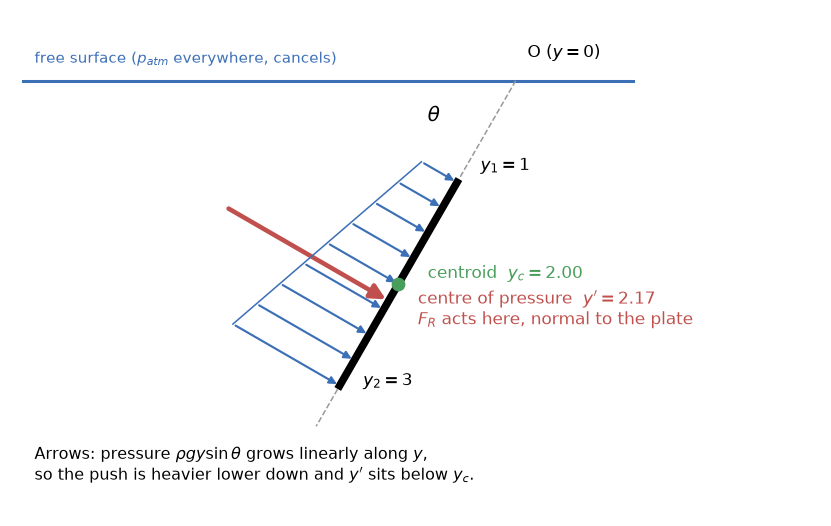 O (y = 0)
free surface (p_atm everywhere, cancels)
θ
y₁ = 1
centroid y_c = 2.00
centre of pressure y′ = 2.17
F_R acts here, normal to the plate
y₂ = 3
Arrows: pressure ρgy sin θ grows linearly along y,
so the push is heavier lower down and y′ sits below y_c.